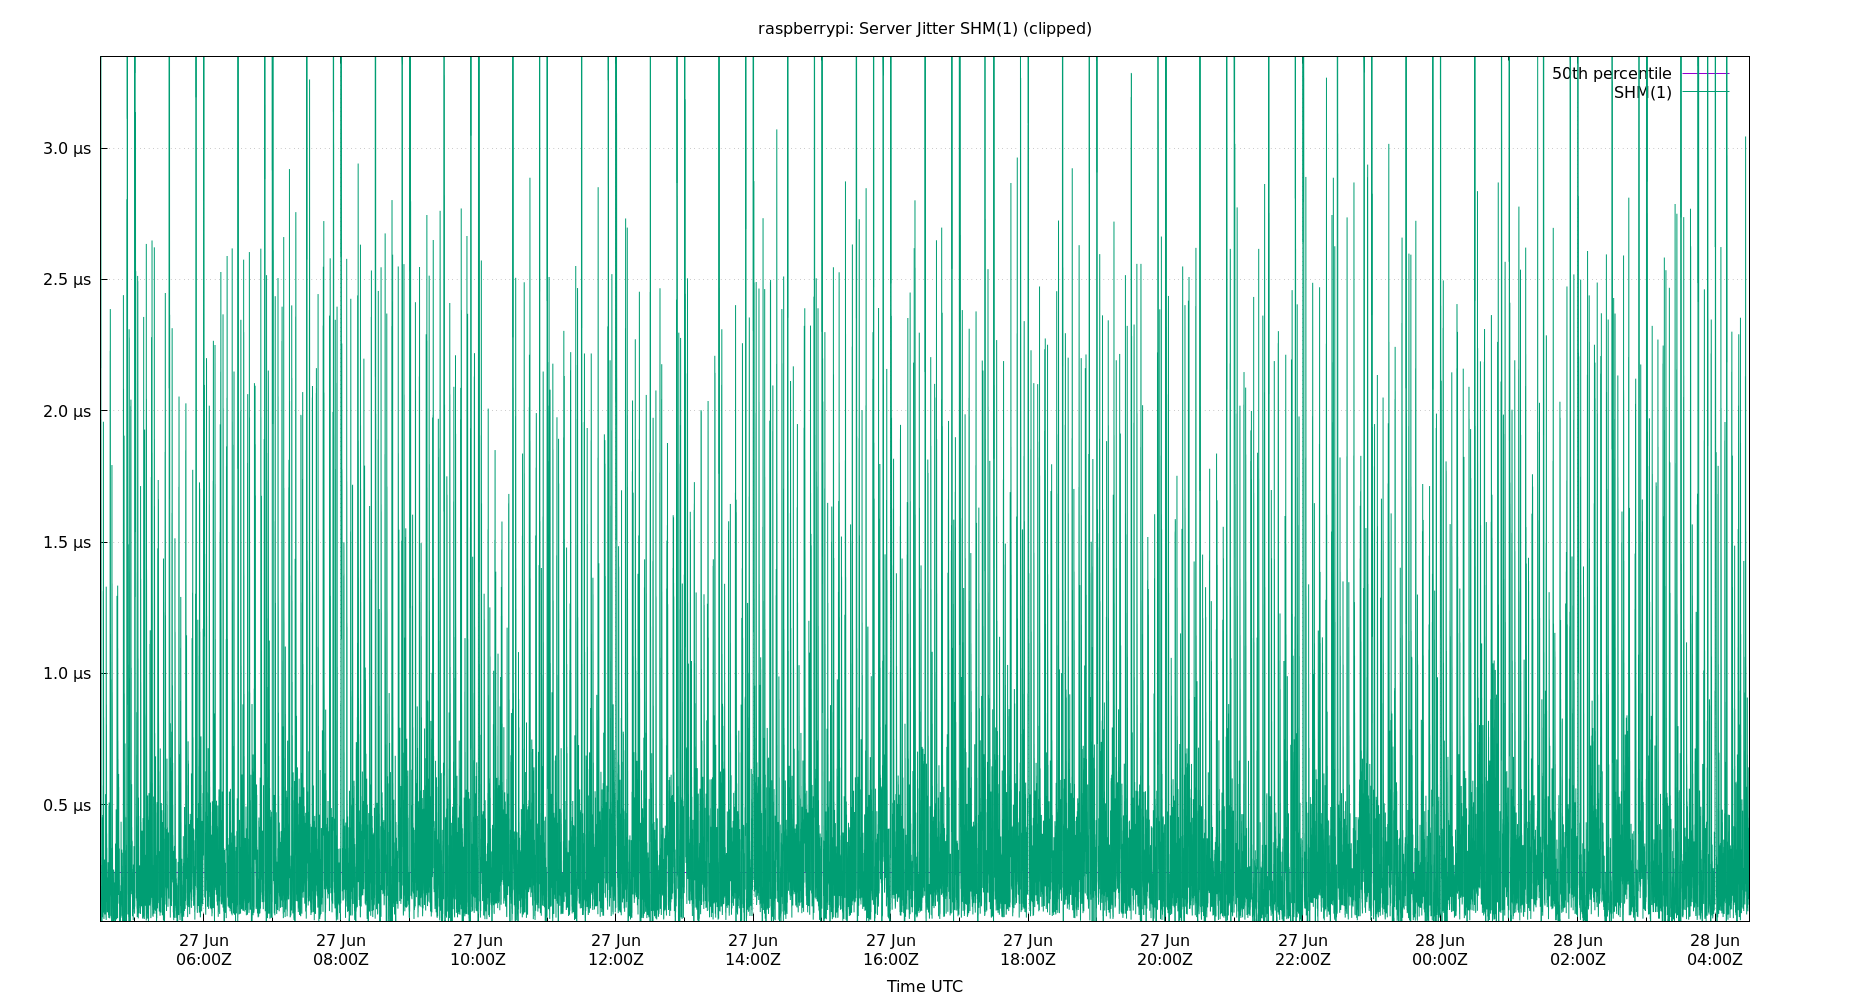 raspberrypi: Server Jitter SHM(1) (clipped)
50th percentile
SHM(1)
3.0 µs
2.5 µs
2.0 µs
1.5 µs
1.0 µs
0.5 µs
27 Jun 27 Jun 27 Jun 27 Jun 27 Jun 27 Jun 27 Jun 27 Jun 27 Jun 28 Jun 28 Jun 28 Jun
06:00Z 08:00Z 10:00Z 12:00Z 14:00Z 16:00Z 18:00Z 20:00Z 22:00Z 00:00Z 02:00Z 04:00Z
Time UTC